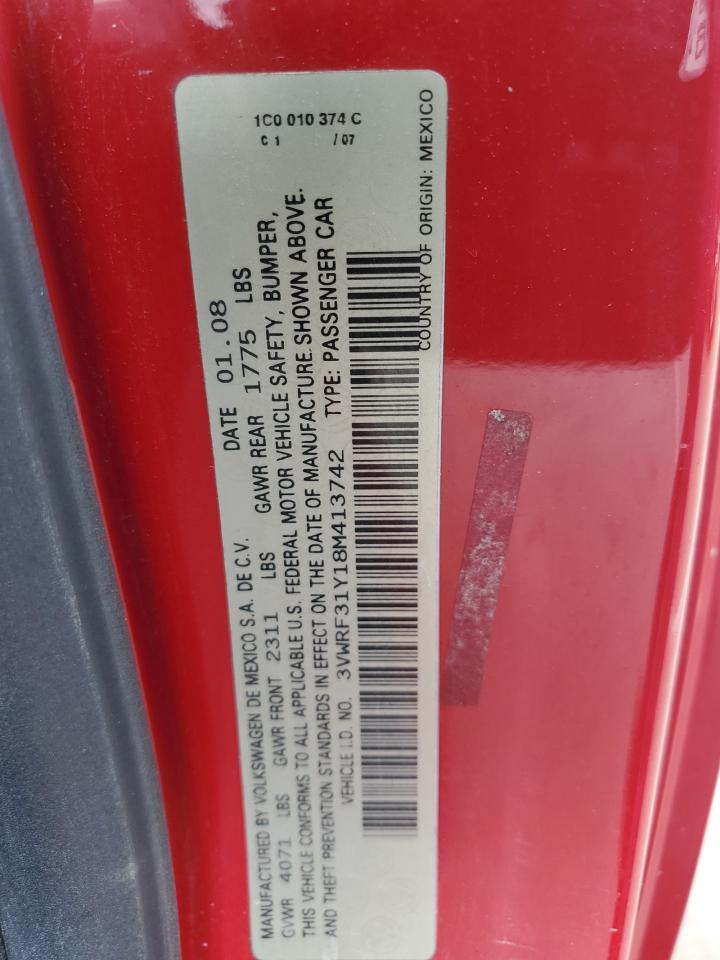 MANUFACTURED BY VOLKSWAGEN DE MEXICO S.A. DE C.V. DATE 01.08
GVWR 4071 LBS GAWR FRONT 2311 LBS GAWR REAR 1775 LBS
THIS VEHICLE CONFORMS TO ALL APPLICABLE U.S. FEDERAL MOTOR VEHICLE SAFETY, BUMPER,
AND THEFT PREVENTION STANDARDS IN EFFECT ON THE DATE OF MANUFACTURE SHOWN ABOVE.
VEHICLE I.D. NO. 3VWRF31Y18M413742 TYPE: PASSENGER CAR
COUNTRY OF ORIGIN: MEXICO
1C0 010 374 C
C 1 / 07